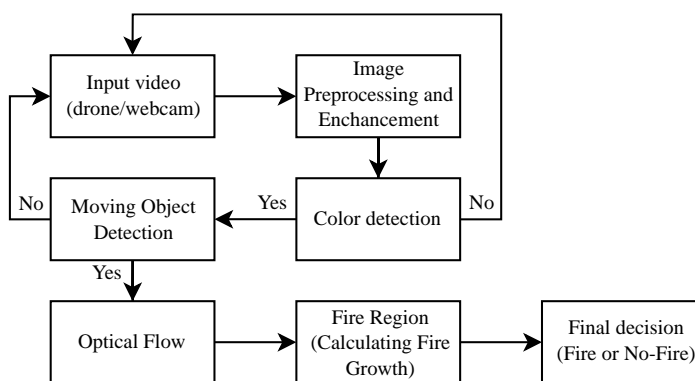 Input video
(drone/webcam)
Image
Preprocessing and
Enchancement
No
Moving Object
Detection
Yes
Color detection
No
Yes
Optical Flow
Fire Region
(Calculating Fire
Growth)
Final decision
(Fire or No-Fire)